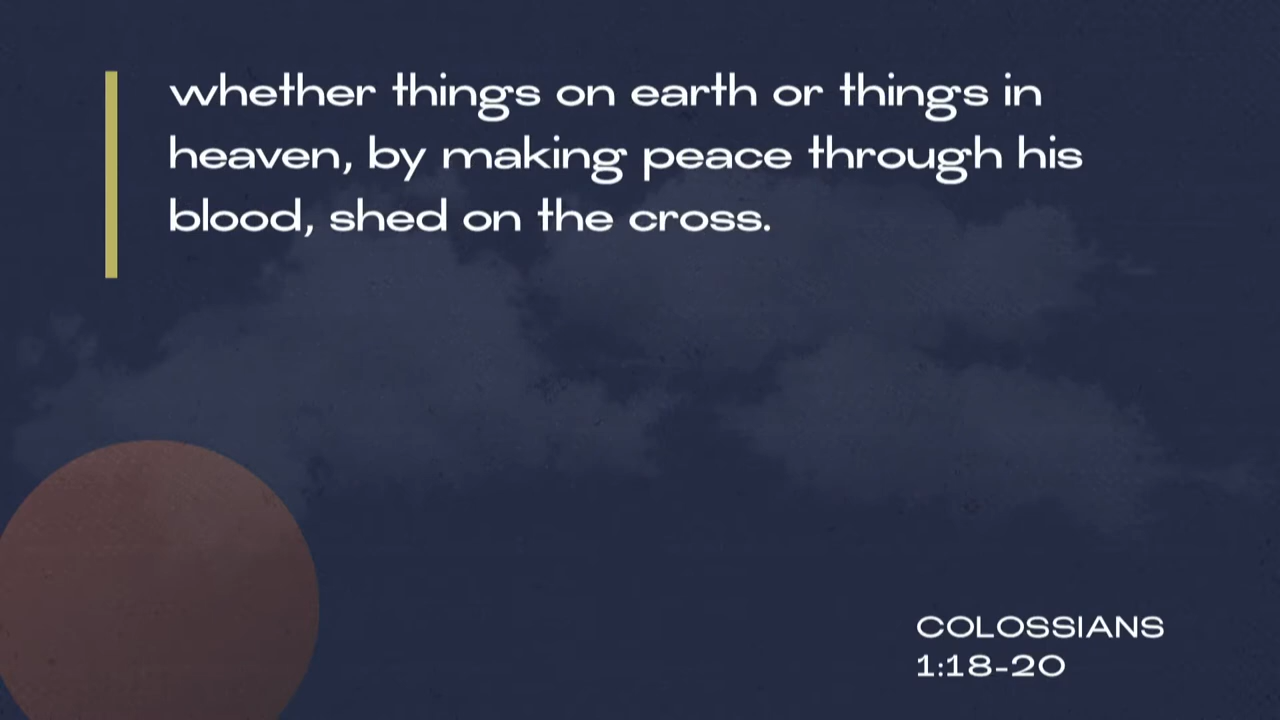 whether things on earth or things in
heaven, by making peace through his
blood, shed on the cross.
COLOSSIANS
1:18-20